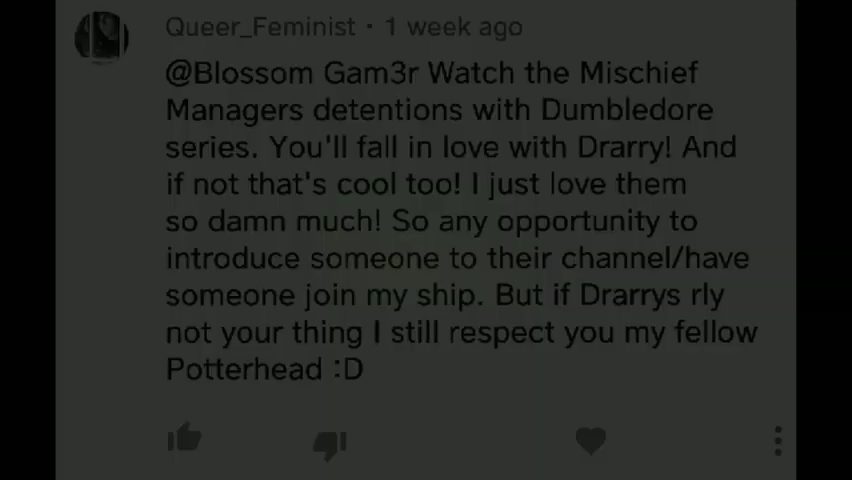 Queer_Feminist · 1 week ago
@Blossom Gam3r Watch the Mischief
Managers detentions with Dumbledore
series. You'll fall in love with Drarry! And
if not that's cool too! I just love them
so damn much! So any opportunity to
introduce someone to their channel/have
someone join my ship. But if Drarrys rly
not your thing I still respect you my fellow
Potterhead :D